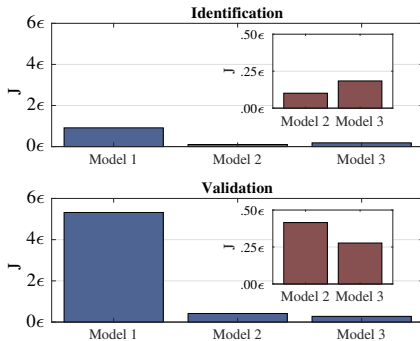 Identification
6ϵ
4ϵ
2ϵ
0ϵ
J
Model 1
Model 2
Model 3
.50ϵ
.25ϵ
.00ϵ
J
Model 2
Model 3
Validation
6ϵ
4ϵ
2ϵ
0ϵ
J
Model 1
Model 2
Model 3
.50ϵ
.25ϵ
.00ϵ
J
Model 2
Model 3